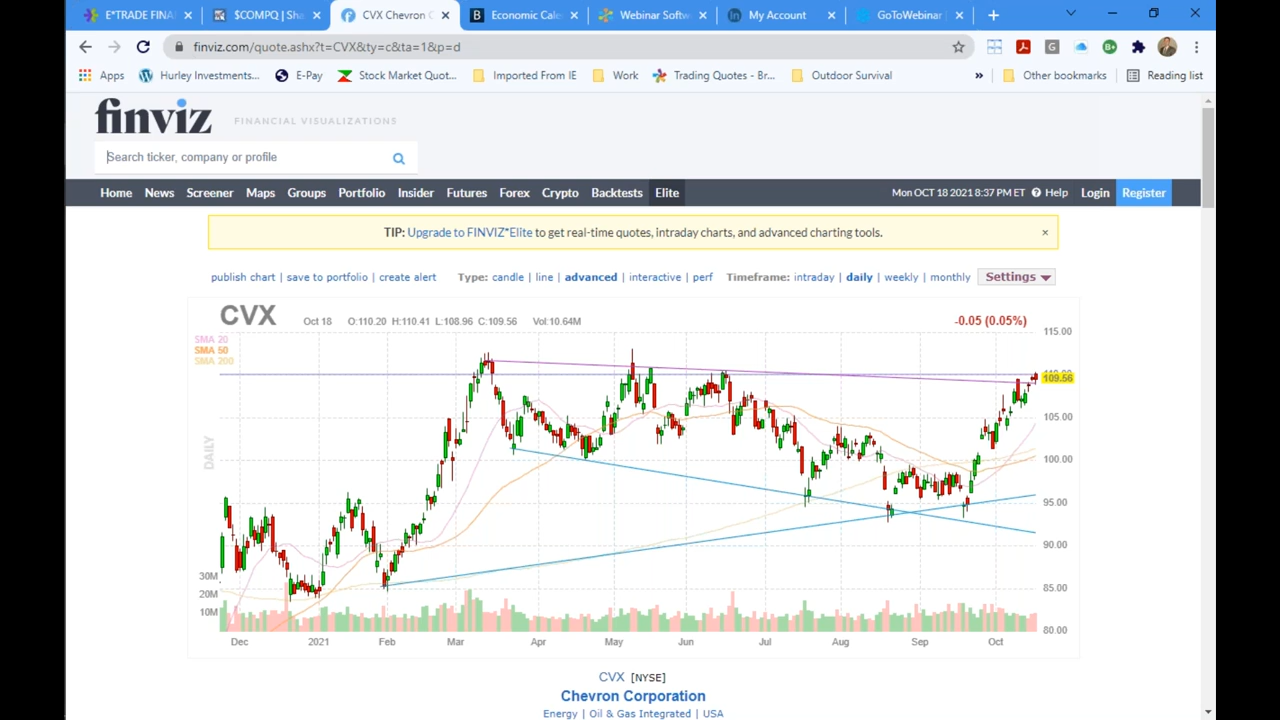 E*TRADE FINA
$COMPQ | Sha
CVX Chevron C
Economic Cale
Webinar Softw
My Account
GoToWebinar
finviz.com/quote.ashx?t=CVX&ty=c&ta=1&p=d
Apps
Hurley Investments...
E-Pay
Stock Market Quot...
Imported From IE
Work
Trading Quotes - Br...
Outdoor Survival
»
Other bookmarks
Reading list
finviz FINANCIAL VISUALIZATIONS
Search ticker, company or profile
Home News Screener Maps Groups Portfolio Insider Futures Forex Crypto Backtests Elite Mon OCT 18 2021 8:37 PM ET Help Login Register
TIP: Upgrade to FINVIZ*Elite to get real-time quotes, intraday charts, and advanced charting tools. ×
publish chart | save to portfolio | create alert Type: candle | line | advanced | interactive | perf Timeframe: intraday | daily | weekly | monthly Settings
CVX Oct 18 O:110.20 H:110.41 L:108.96 C:109.56 Vol:10.64M -0.05 (0.05%)
SMA 20
SMA 50
SMA 200
DAILY
115.00
109.56
105.00
100.00
95.00
90.00
85.00
80.00
30M
20M
10M
Dec 2021 Feb Mar Apr May Jun Jul Aug Sep Oct
CVX [NYSE]
Chevron Corporation
Energy | Oil & Gas Integrated | USA